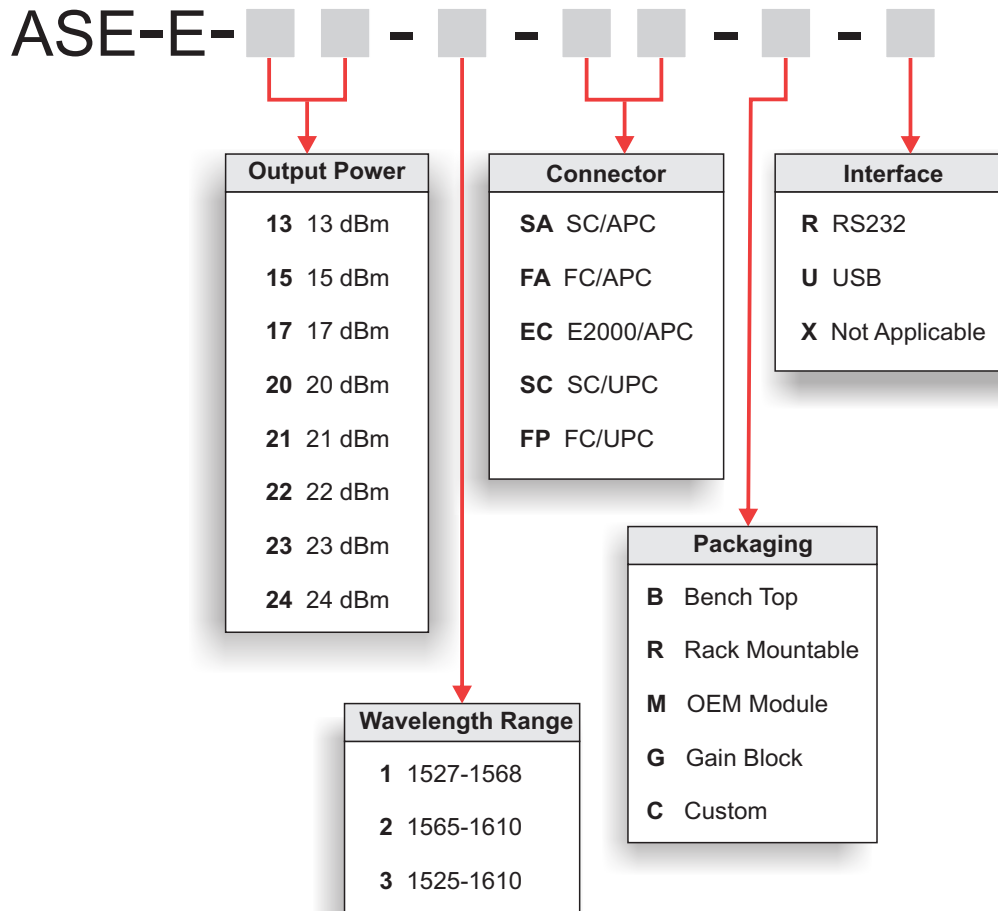 ASE-E- - - - -
Output Power
13 13 dBm
15 15 dBm
17 17 dBm
20 20 dBm
21 21 dBm
22 22 dBm
23 23 dBm
24 24 dBm
Connector
SA SC/APC
FA FC/APC
EC E2000/APC
SC SC/UPC
FP FC/UPC
Interface
R RS232
U USB
X Not Applicable
Wavelength Range
1 1527-1568
2 1565-1610
3 1525-1610
Packaging
B Bench Top
R Rack Mountable
M OEM Module
G Gain Block
C Custom